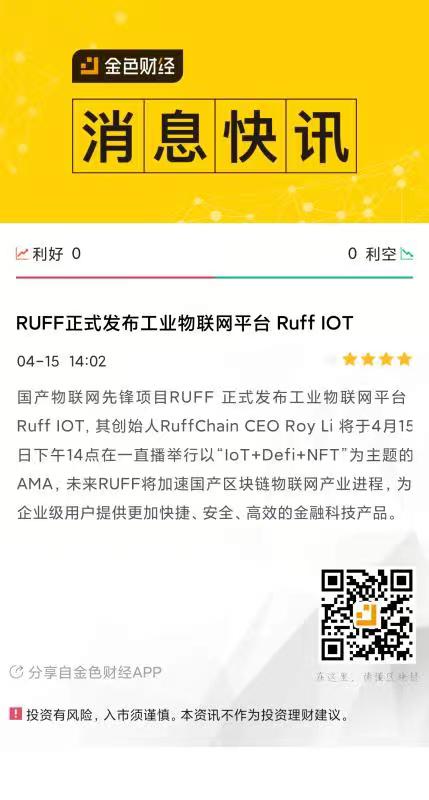 金色财经
消息快讯
利好 0
0 利空
RUFF正式发布工业物联网平台 Ruff IOT
04-15 14:02
国产物联网先锋项目RUFF 正式发布工业物联网平台
Ruff IOT，其创始人RuffChain CEO Roy Li 将于4月15
日下午14点在一直播举行以“IoT+Defi+NFT”为主题的
AMA，未来RUFF将加速国产区块链物联网产业进程，为
企业级用户提供更加快捷、安全、高效的金融科技产品。
分享自金色财经APP
在这里，读懂区块链
投资有风险，入市须谨慎。本资讯不作为投资理财建议。